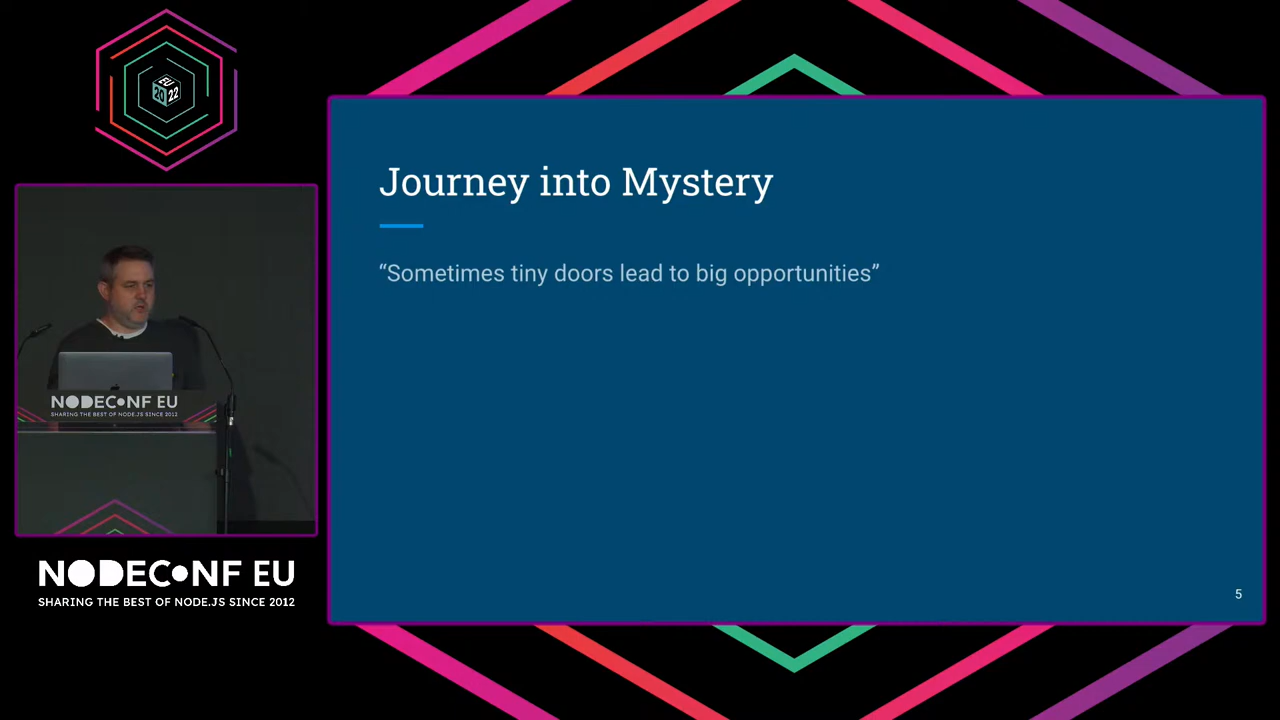 EU
20
22
Journey into Mystery
“Sometimes tiny doors lead to big opportunities”
NODECONF EU
SHARING THE BEST OF NODE.JS SINCE 2012
NODECONF EU
SHARING THE BEST OF NODE.JS SINCE 2012
5